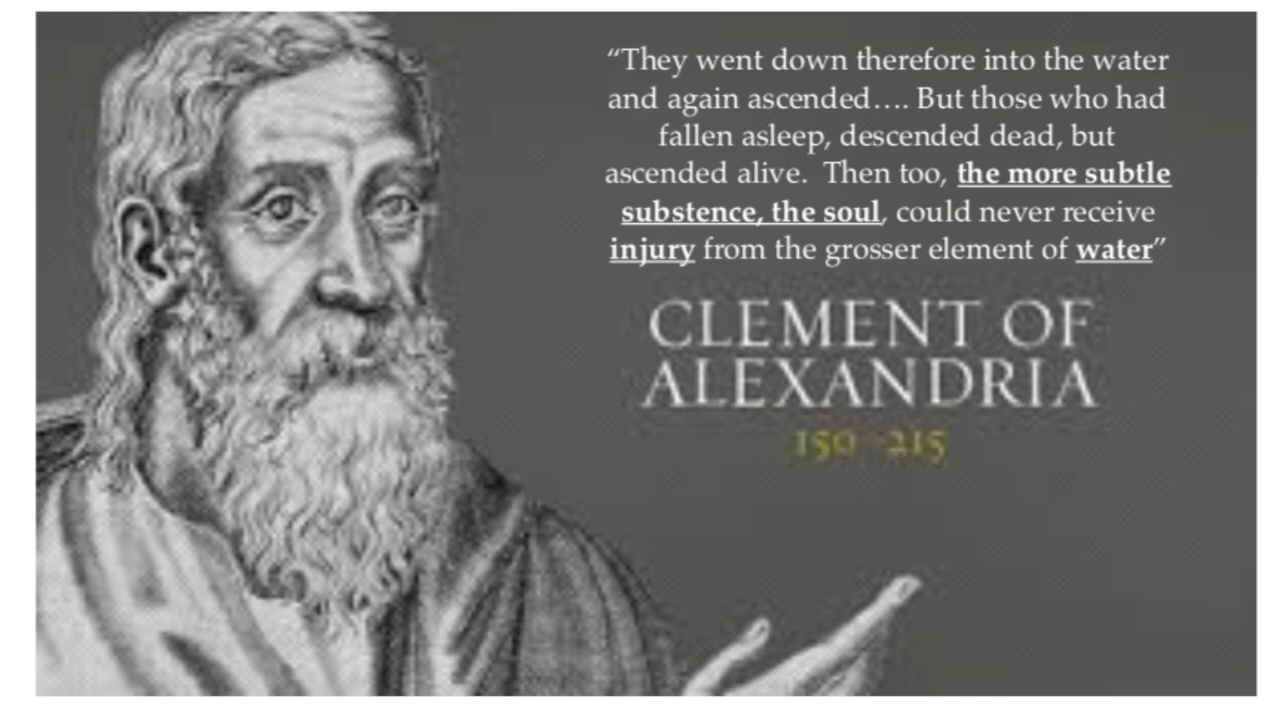 “They went down therefore into the water
and again ascended…. But those who had
fallen asleep, descended dead, but
ascended alive.  Then too, the more subtle
substence, the soul, could never receive
injury from the grosser element of water”
CLEMENT OF
ALEXANDRIA
150 215